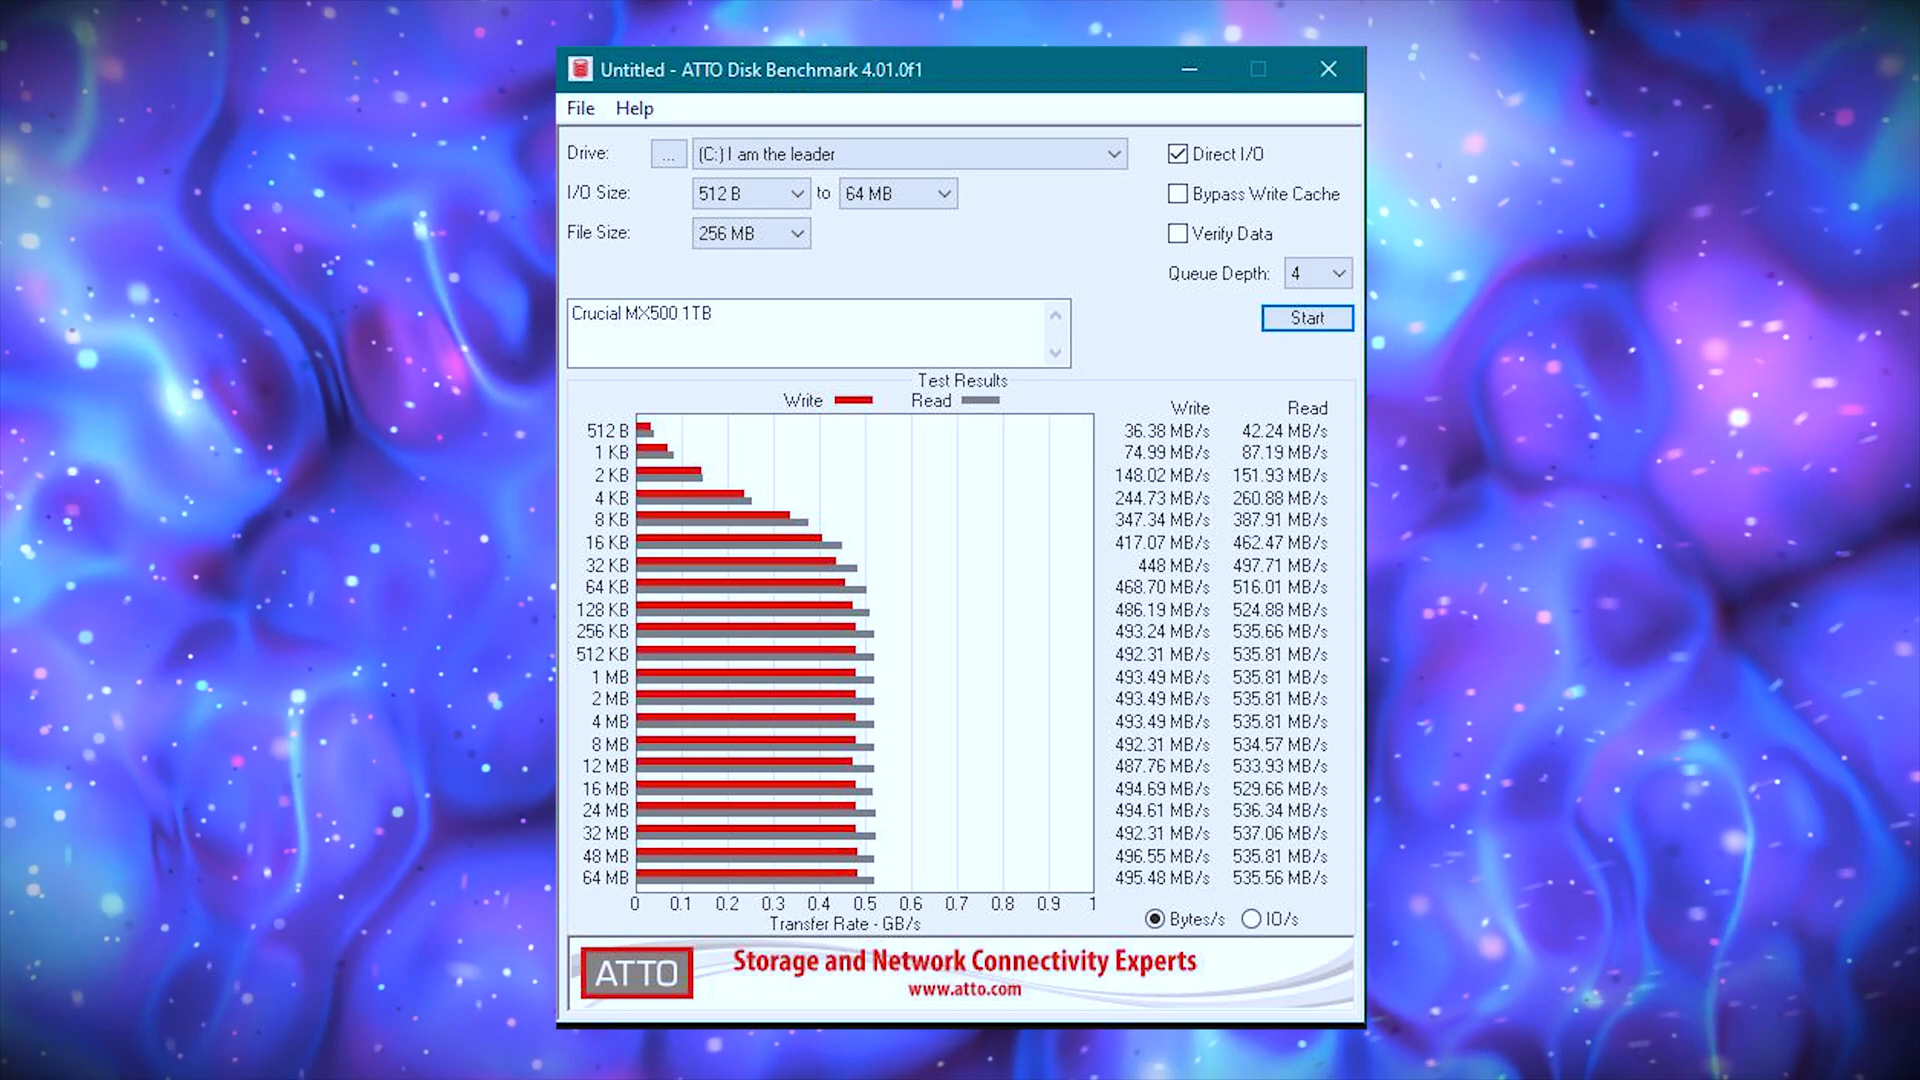 Untitled - ATTO Disk Benchmark 4.01.0f1
File Help
Drive: ... (C:) I am the leader
Direct I/O
I/O Size: 512 B to 64 MB
Bypass Write Cache
File Size: 256 MB
Verify Data
Queue Depth: 4
Crucial MX500 1TB
Start
Test Results
Write Read
Write Read
512 B 36.38 MB/s 42.24 MB/s
1 KB 74.99 MB/s 87.19 MB/s
2 KB 148.02 MB/s 151.93 MB/s
4 KB 244.73 MB/s 260.88 MB/s
8 KB 347.34 MB/s 387.91 MB/s
16 KB 417.07 MB/s 462.47 MB/s
32 KB 448 MB/s 497.71 MB/s
64 KB 468.70 MB/s 516.01 MB/s
128 KB 486.19 MB/s 524.88 MB/s
256 KB 493.24 MB/s 535.66 MB/s
512 KB 492.31 MB/s 535.81 MB/s
1 MB 493.49 MB/s 535.81 MB/s
2 MB 493.49 MB/s 535.81 MB/s
4 MB 493.49 MB/s 535.81 MB/s
8 MB 492.31 MB/s 534.57 MB/s
12 MB 487.76 MB/s 533.93 MB/s
16 MB 494.69 MB/s 529.66 MB/s
24 MB 494.61 MB/s 536.34 MB/s
32 MB 492.31 MB/s 537.06 MB/s
48 MB 496.55 MB/s 535.81 MB/s
64 MB 495.48 MB/s 535.56 MB/s
0 0.1 0.2 0.3 0.4 0.5 0.6 0.7 0.8 0.9 1
Transfer Rate - GB/s
Bytes/s IO/s
ATTO
Storage and Network Connectivity Experts
www.atto.com